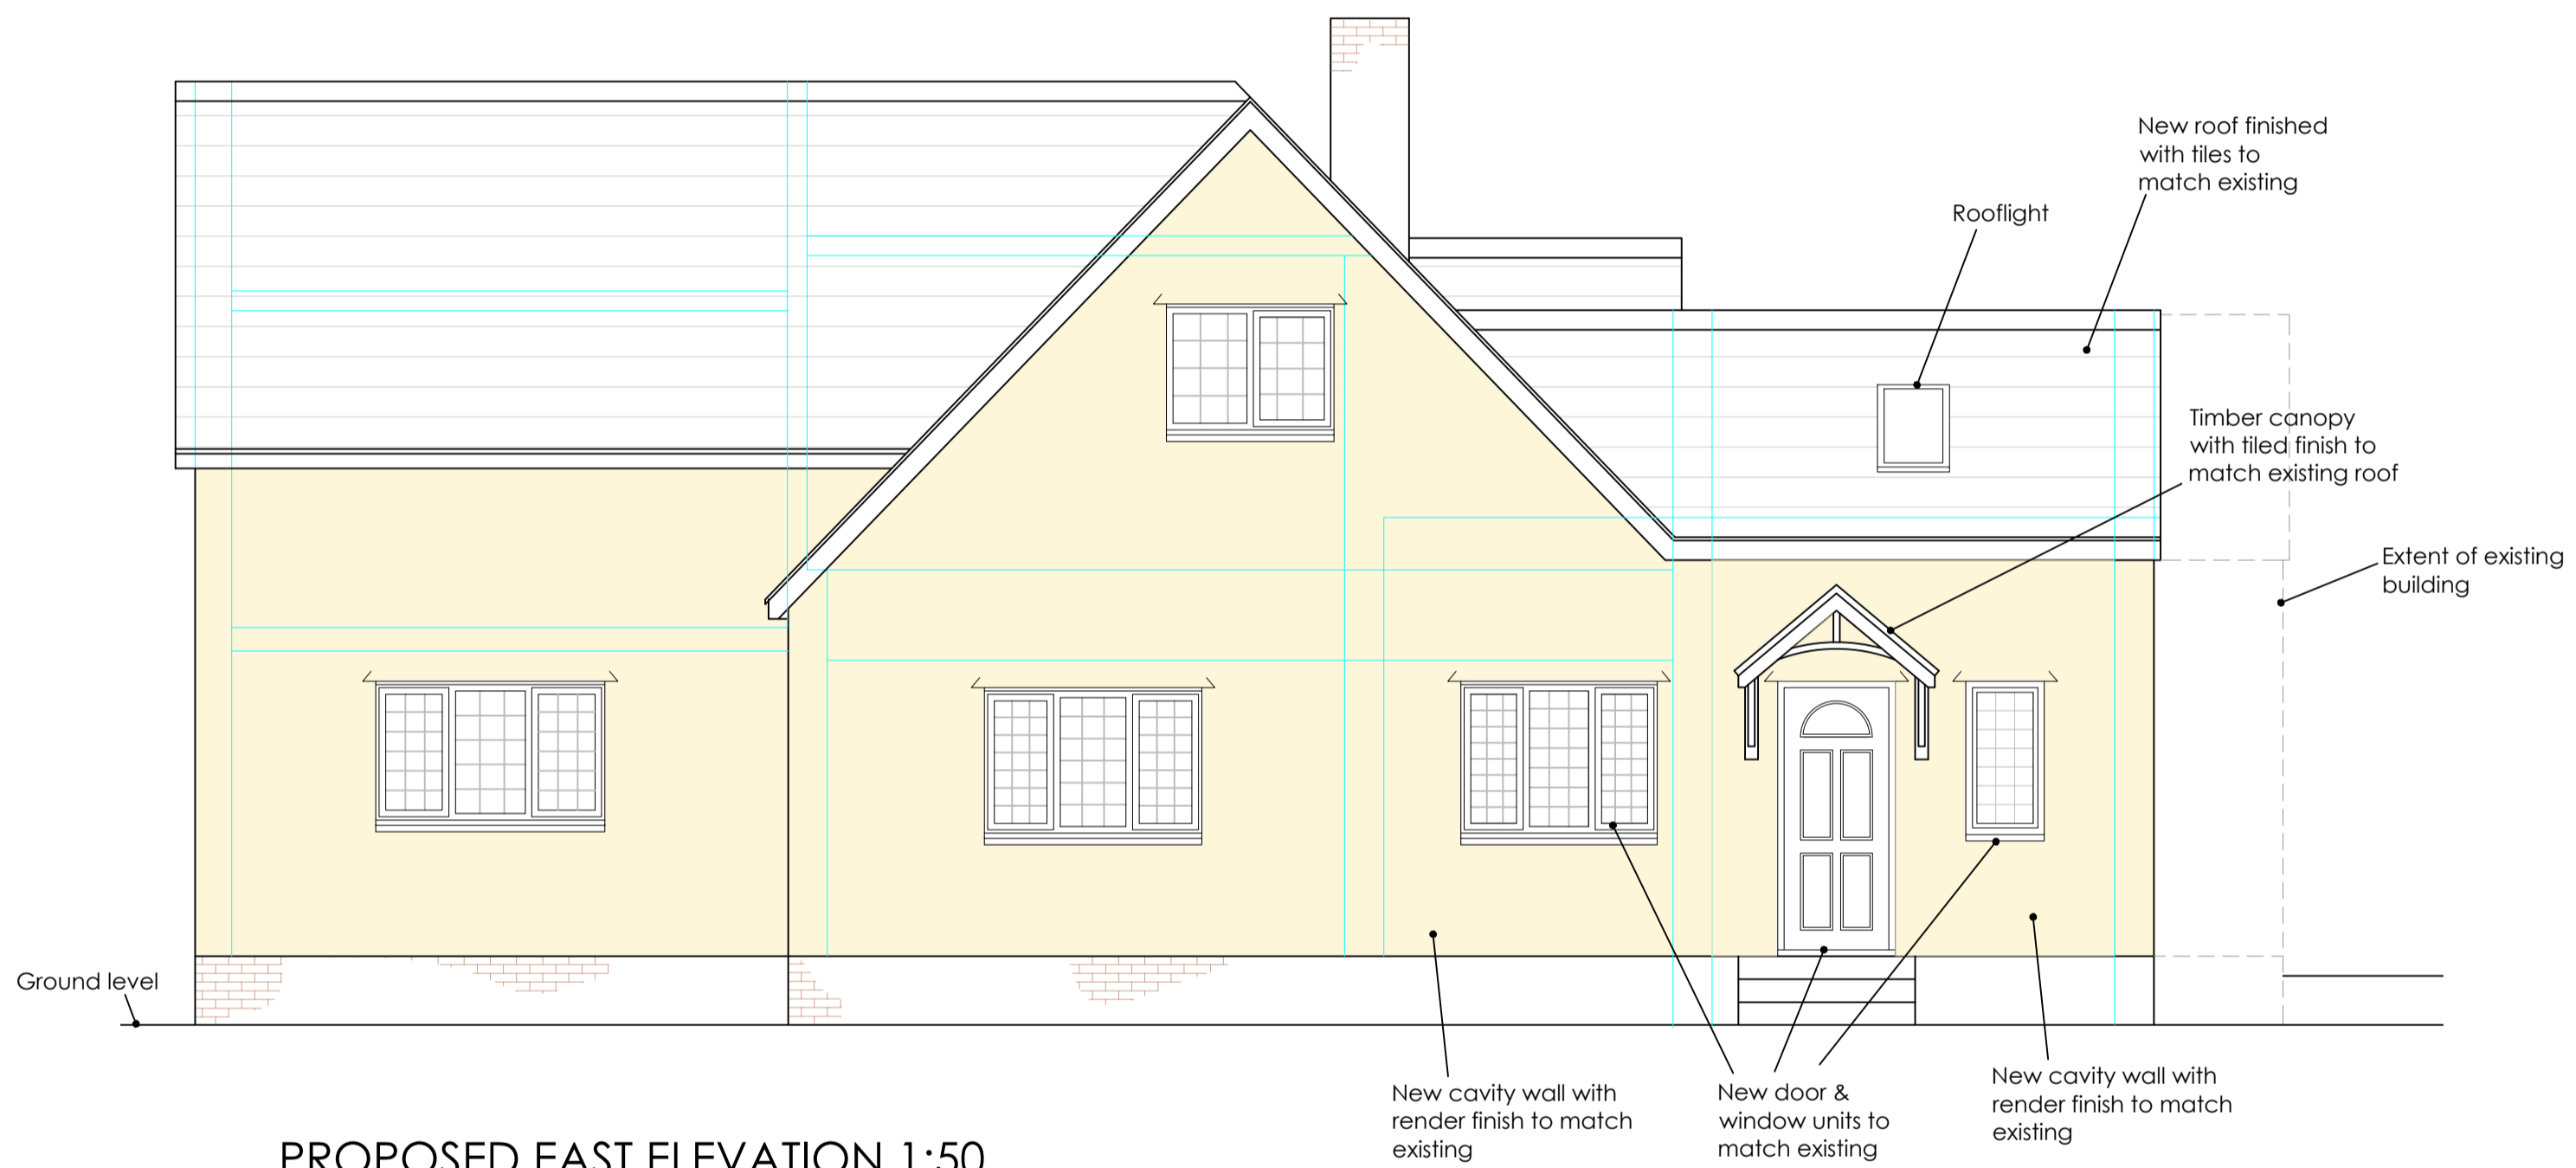 New roof finished
with tiles to
match existing
Rooflight
Timber canopy
with tiled finish to
match existing roof
Extent of existing
building
Ground level
New cavity wall with
render finish to match
existing
New door &
window units to
match existing
New cavity wall with
render finish to match
existing
PROPOSED EAST ELEVATION 1:50